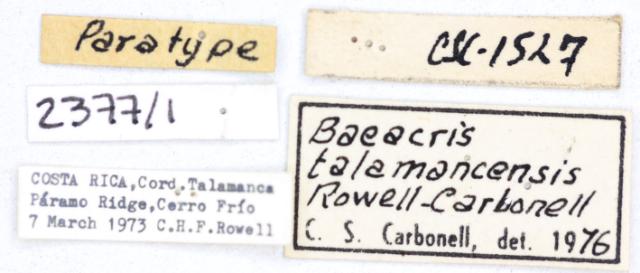 Paratype
CSC-1527
2377/1
COSTA RICA,Cord.Talamanca
Páramo Ridge,Cerro Frío
7 March 1973 C.H.F.Rowell
Baeacris
talamancensis
Rowell-Carbonell
C. S. Carbonell, det. 1976